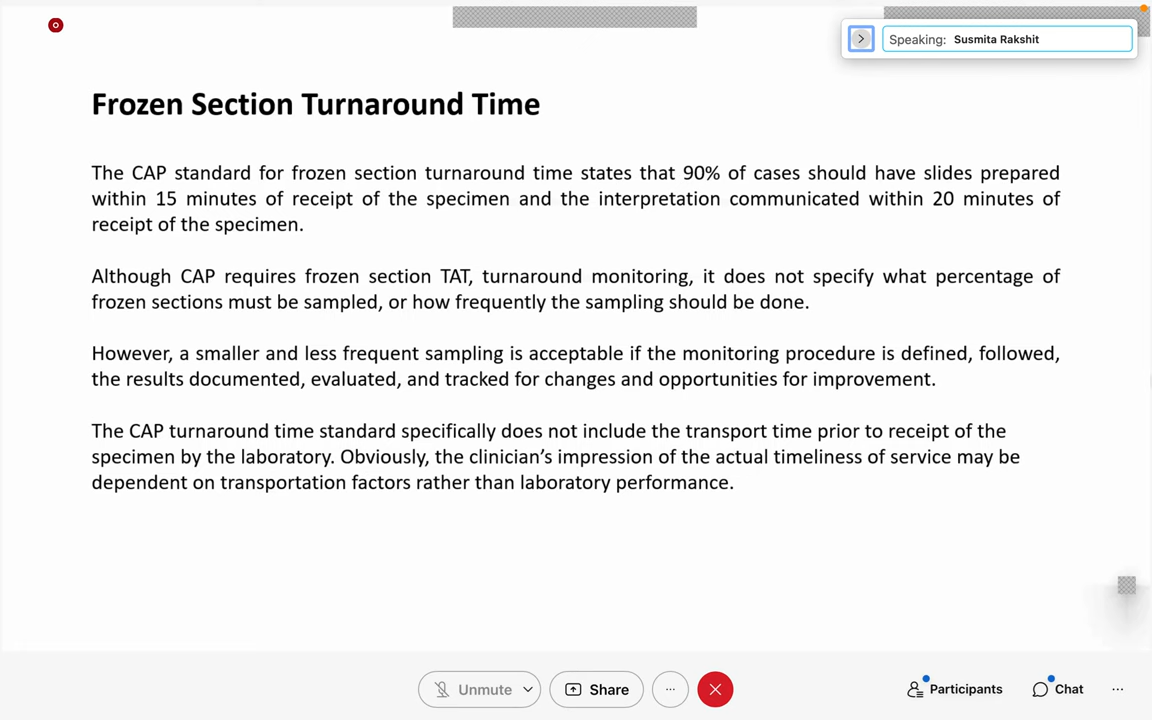 Speaking: Susmita Rakshit
Frozen Section Turnaround Time
The CAP standard for frozen section turnaround time states that 90% of cases should have slides prepared
within 15 minutes of receipt of the specimen and the interpretation communicated within 20 minutes of
receipt of the specimen.
Although CAP requires frozen section TAT, turnaround monitoring, it does not specify what percentage of
frozen sections must be sampled, or how frequently the sampling should be done.
However, a smaller and less frequent sampling is acceptable if the monitoring procedure is defined, followed,
the results documented, evaluated, and tracked for changes and opportunities for improvement.
The CAP turnaround time standard specifically does not include the transport time prior to receipt of the
specimen by the laboratory. Obviously, the clinician’s impression of the actual timeliness of service may be
dependent on transportation factors rather than laboratory performance.
Unmute Share ... Participants Chat ...